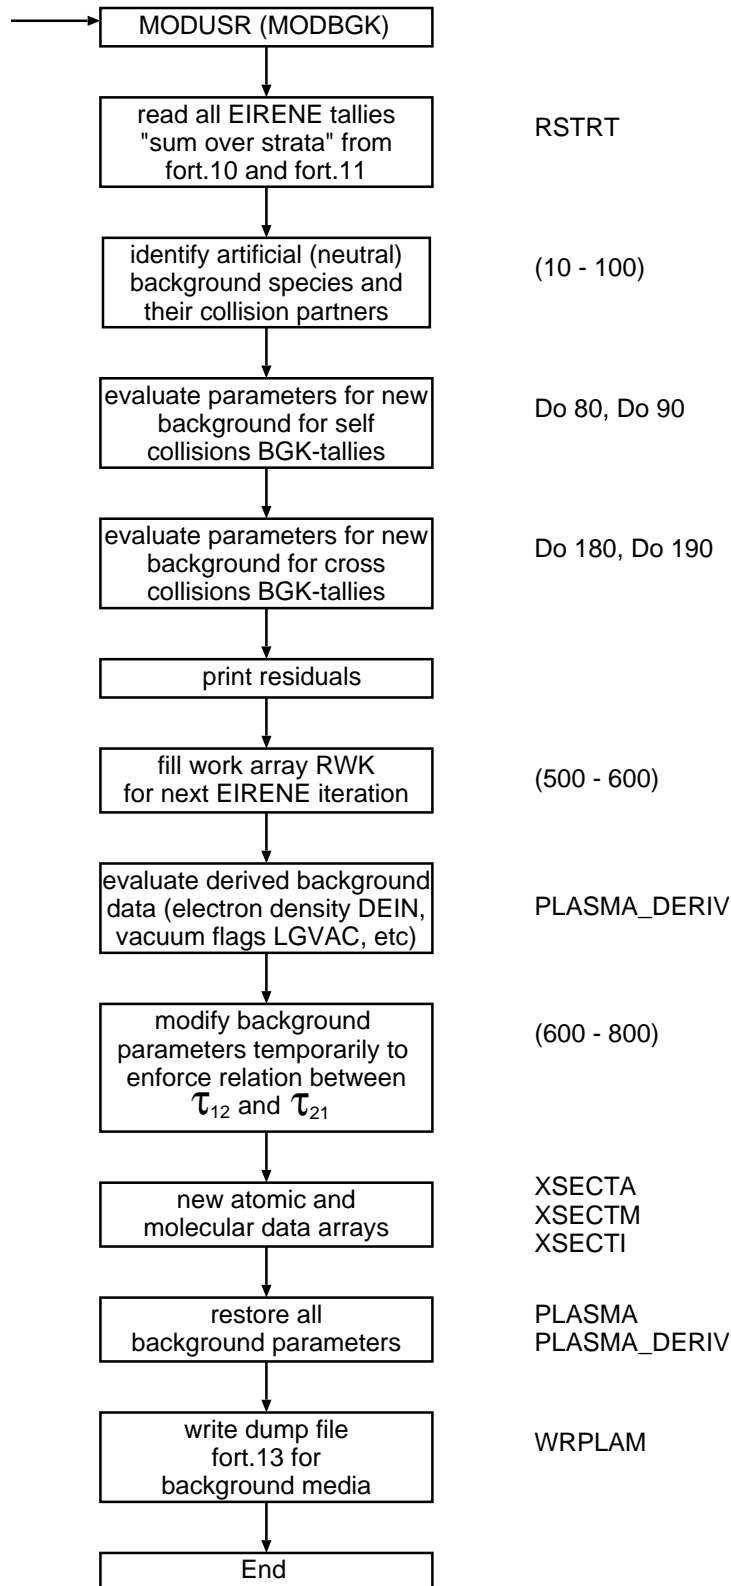 MODUSR (MODBGK)
read all EIRENE tallies
"sum over strata" from
fort.10 and fort.11
RSTRT
identify artificial (neutral)
background species and
their collision partners
(10 - 100)
evaluate parameters for new
background for self
collisions BGK-tallies
Do 80, Do 90
evaluate parameters for new
background for cross
collisions BGK-tallies
Do 180, Do 190
print residuals
fill work array RWK
for next EIRENE iteration
(500 - 600)
evaluate derived background
data (electron density DEIN,
vacuum flags LGVAC, etc)
PLASMA_DERIV
modify background
parameters temporarily to
enforce relation between
τ12 and τ21
(600 - 800)
new atomic and
molecular data arrays
XSECTA
XSECTM
XSECTI
restore all
background parameters
PLASMA
PLASMA_DERIV
write dump file
fort.13 for
background media
WRPLAM
End